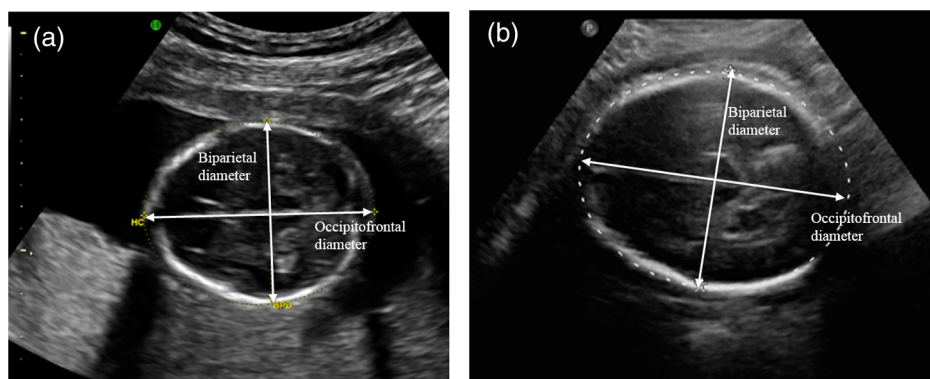 (a)
Biparietal
diameter
HC
Occipitofrontal
diameter
BPD
(b)
P
Biparietal
diameter
Occipitofrontal
diameter